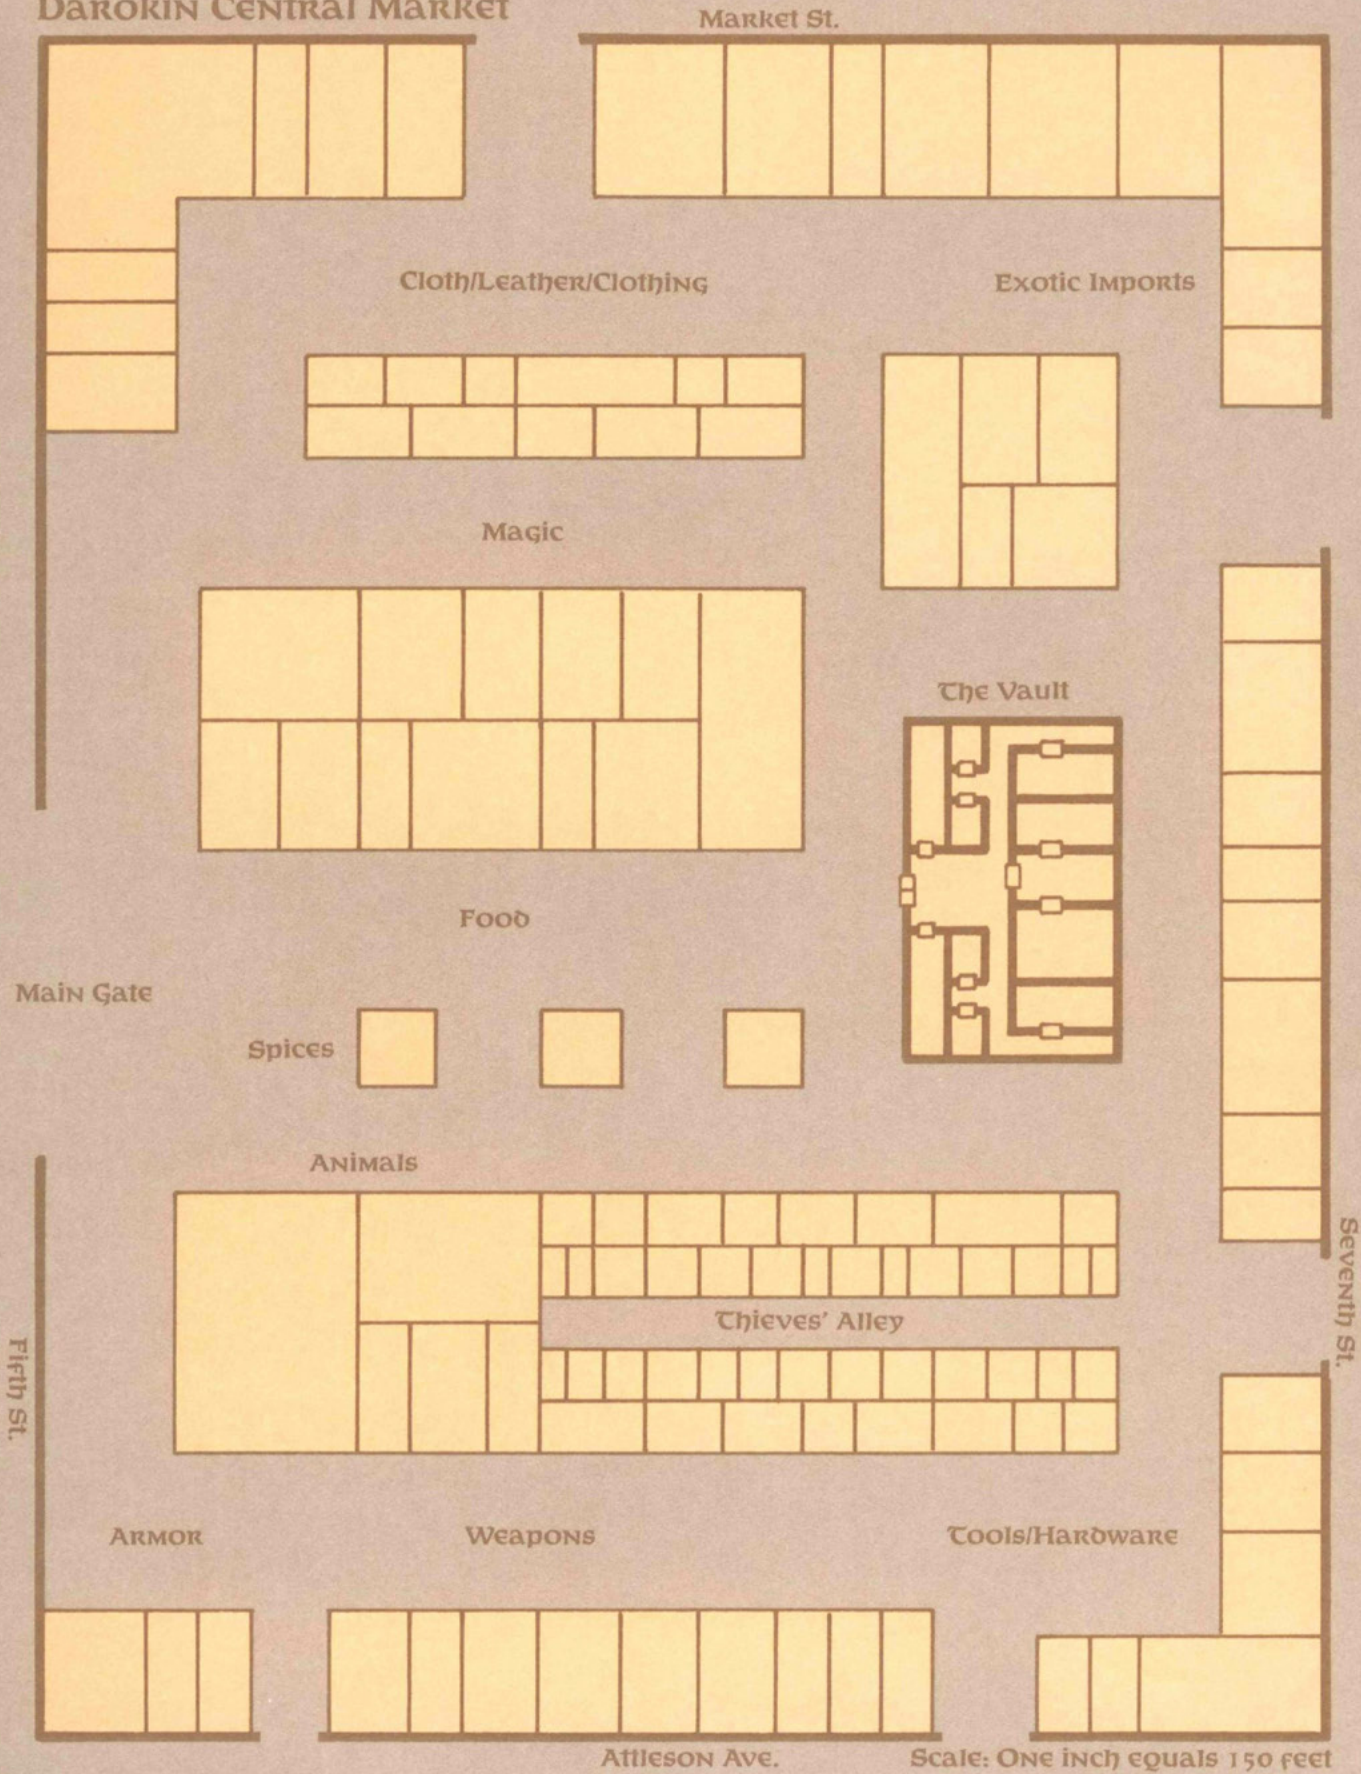 Darokin Central Market
Market St.
Cloth/Leather/Clothing
Exotic Imports
Magic
The Vault
Food
Main Gate
Spices
Animals
Thieves' Alley
Seventh St.
Fifth St.
Armor
Weapons
Tools/Hardware
Attleson Ave.
Scale: One inch equals 150 feet